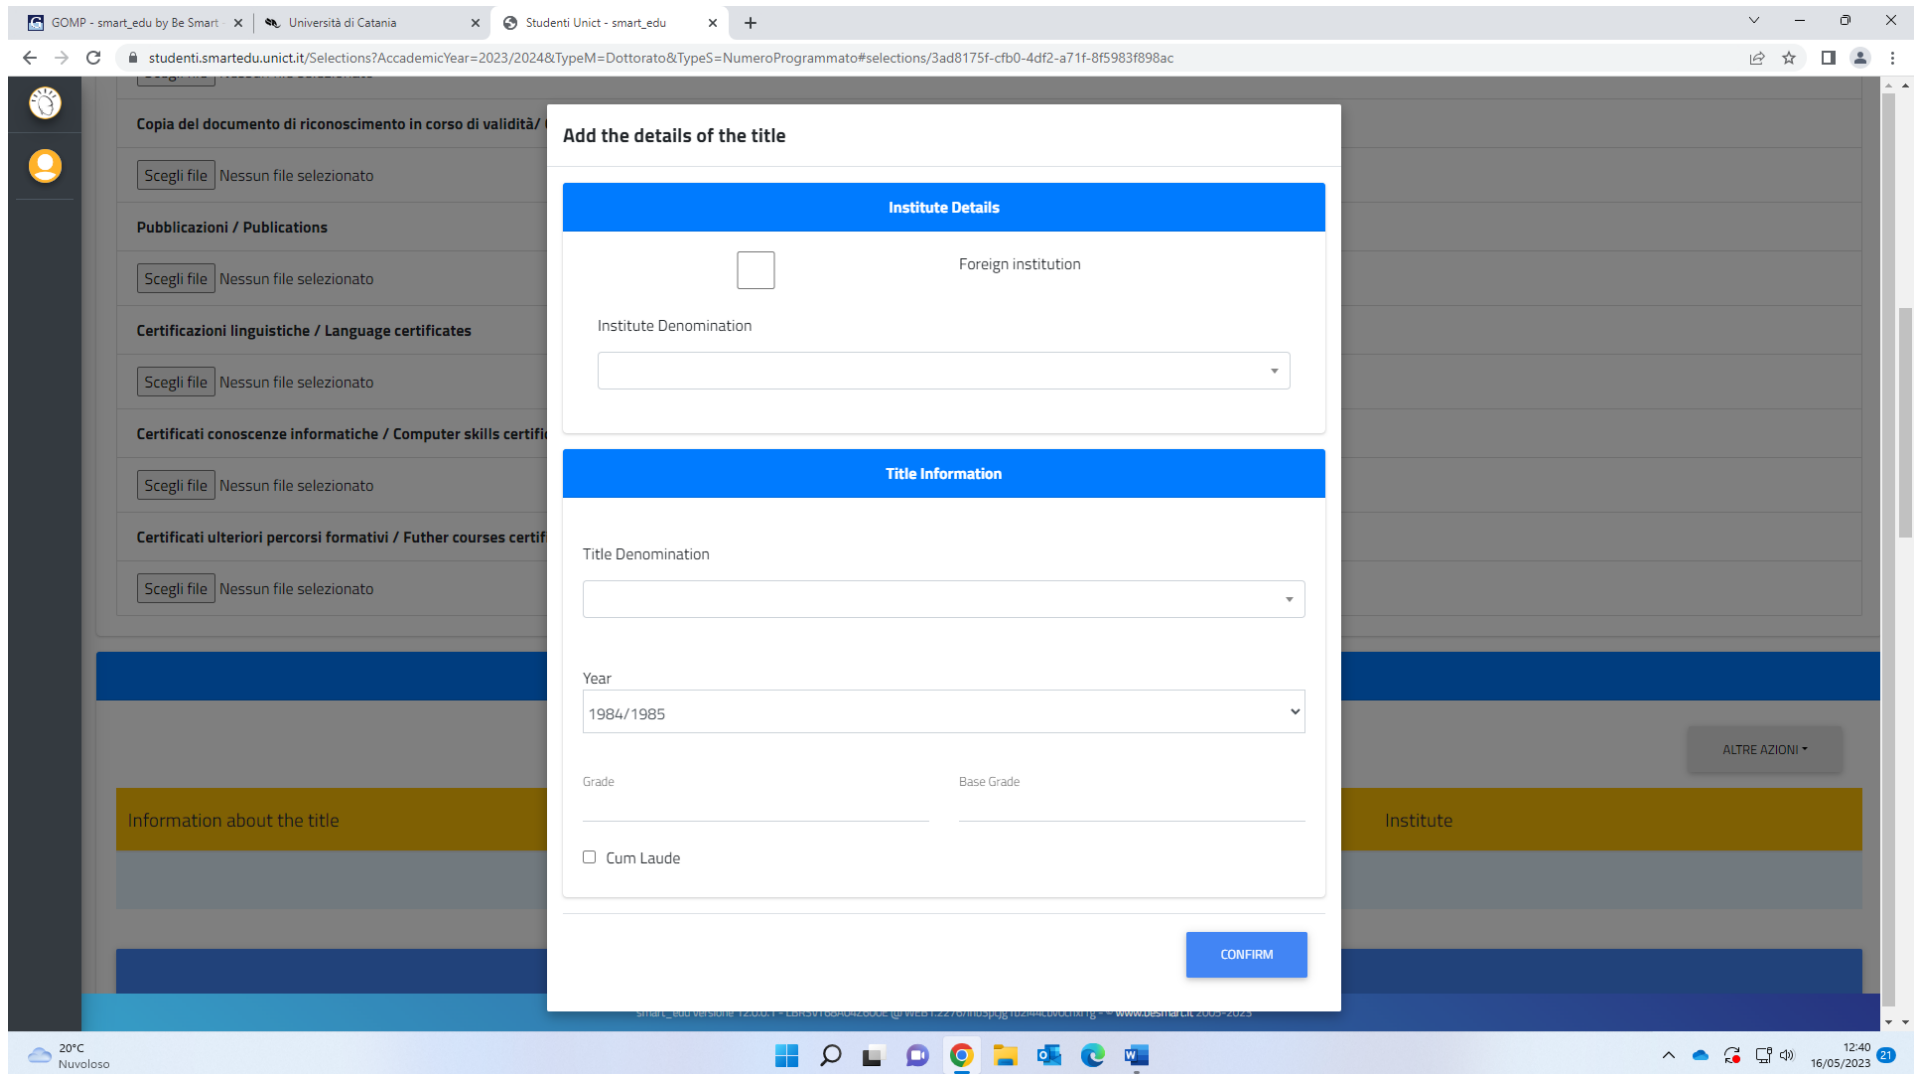 GOMP - smart_edu by Be Smart -
Università di Catania
Studenti Unict - smart_edu
studenti.smartedu.unict.it/Selections?AccademicYear=2023/2024&TypeM=Dottorato&TypeS=NumeroProgrammato#selections/3ad8175f-cfb0-4df2-a71f-8f5983f898ac
Copia del documento di riconoscimento in corso di validità/
Scegli file Nessun file selezionato
Pubblicazioni / Publications
Scegli file Nessun file selezionato
Certificazioni linguistiche / Language certificates
Scegli file Nessun file selezionato
Certificati conoscenze informatiche / Computer skills certifi
Scegli file Nessun file selezionato
Certificati ulteriori percorsi formativi / Futher courses certif
Scegli file Nessun file selezionato
Add the details of the title
Institute Details
Foreign institution
Institute Denomination
Title Information
Title Denomination
Year
1984/1985
Grade Base Grade
Cum Laude
CONFIRM
ALTRE AZIONI
Information about the title
Institute
www.besmart.it 2005-2023
20°C
Nuvoloso
12:40
16/05/2023
21